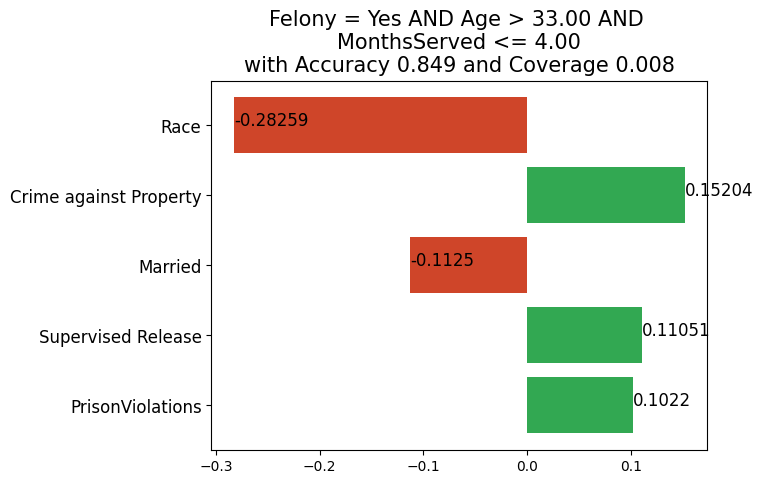 Felony = Yes AND Age > 33.00 AND
MonthsServed <= 4.00
with Accuracy 0.849 and Coverage 0.008
Race
-0.28259
Crime against Property
0.15204
Married
-0.1125
Supervised Release
0.11051
PrisonViolations
0.1022
−0.3
−0.2
−0.1
0.0
0.1